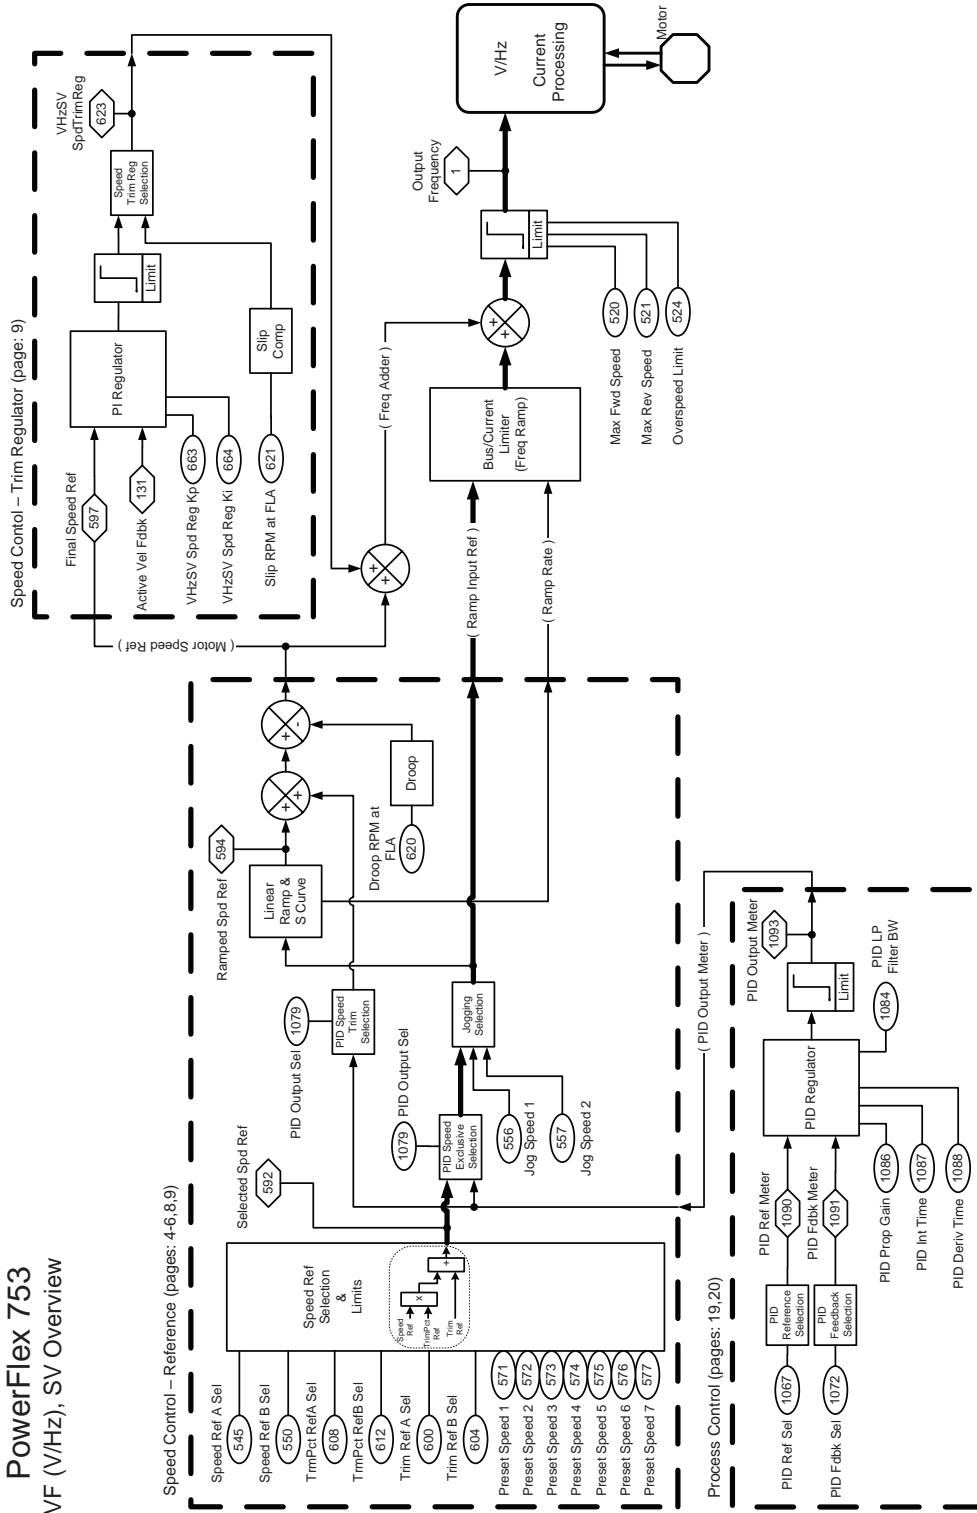 PowerFlex 753
VF (V/Hz), SV Overview
Speed Control – Reference (pages: 4-6,8,9)
Speed Ref A Sel
545
Speed Ref B Sel
550
TrmPct RefA Sel
608
TrmPct RefB Sel
612
Trim Ref A Sel
600
Trim Ref B Sel
604
Preset Speed 1
571
Preset Speed 2
572
Preset Speed 3
573
Preset Speed 4
574
Preset Speed 5
575
Preset Speed 6
576
Preset Speed 7
577
Speed Ref
Selection
&
Limits
Speed
Ref
TrimPct
Ref
Trim
Ref
x
+
Selected Spd Ref
592
PID Output Sel
1079
PID Speed
Trim
Selection
1079
PID Output Sel
PID Speed
Exclusive
Selection
556
Jog Speed 1
557
Jog Speed 2
Jogging
Selection
Ramped Spd Ref
594
Linear
Ramp &
S Curve
+
+
+
-
Droop RPM at
FLA
620
Droop
Speed Contol – Trim Regulator (page: 9)
Final Speed Ref
597
Active Vel Fdbk
131
VHzSV Spd Reg Kp
663
VHzSV Spd Reg Ki
664
Slip RPM at FLA
621
PI Regulator
Limit
Slip
Comp
Speed
Trim Reg
Selection
VHzSV
SpdTrimReg
623
( Motor Speed Ref )
+
+
( Freq Adder )
( Ramp Input Ref )
( Ramp Rate )
Bus/Current
Limiter
(Freq Ramp)
+
+
Limit
Max Fwd Speed
520
Max Rev Speed
521
Overspeed Limit
524
Output
Frequency
1
V/Hz
Current
Processing
Motor
Process Control (pages: 19,20)
PID Ref Sel
1067
PID Fdbk Sel
1072
PID
Reference
Selection
PID
Feedback
Selection
PID Ref Meter
1090
PID Fdbk Meter
1091
PID Prop Gain
1086
PID Int Time
1087
PID Deriv Time
1088
PID Regulator
1084
PID LP
Filter BW
Limit
PID Output Meter
1093
( PID Output Meter )